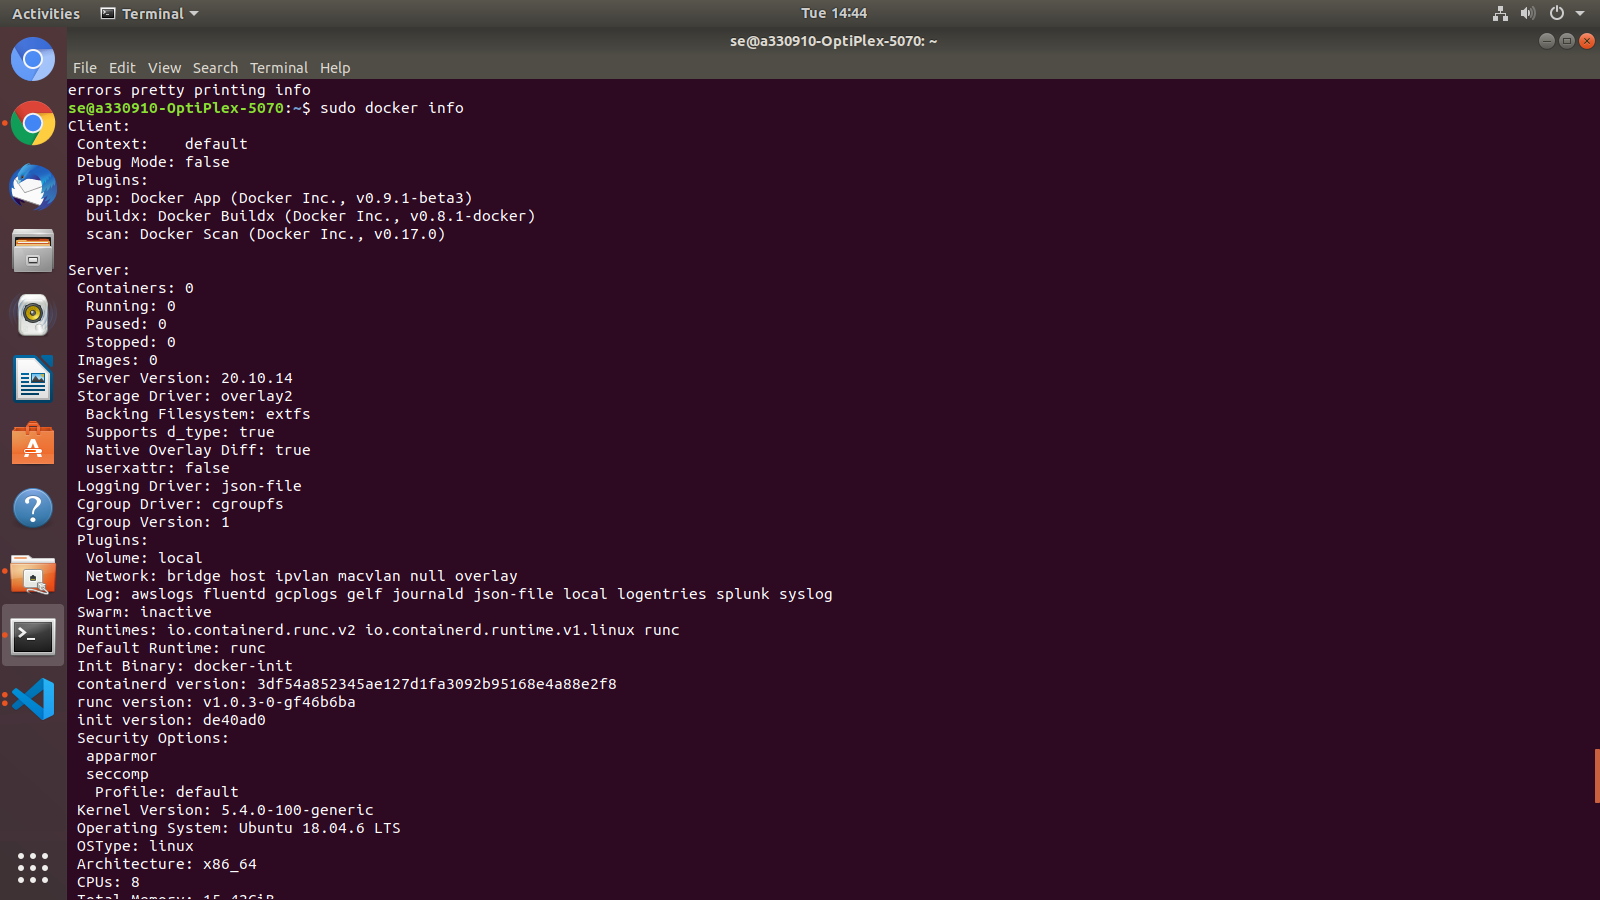 Activities
Terminal
Tue 14:44
se@a330910-OptiPlex-5070: ~
File Edit View Search Terminal Help
errors pretty printing info
se@a330910-OptiPlex-5070:~$ sudo docker info
Client:
 Context:    default
 Debug Mode: false
 Plugins:
  app: Docker App (Docker Inc., v0.9.1-beta3)
  buildx: Docker Buildx (Docker Inc., v0.8.1-docker)
  scan: Docker Scan (Docker Inc., v0.17.0)

Server:
 Containers: 0
  Running: 0
  Paused: 0
  Stopped: 0
 Images: 0
 Server Version: 20.10.14
 Storage Driver: overlay2
  Backing Filesystem: extfs
  Supports d_type: true
  Native Overlay Diff: true
  userxattr: false
 Logging Driver: json-file
 Cgroup Driver: cgroupfs
 Cgroup Version: 1
 Plugins:
  Volume: local
  Network: bridge host ipvlan macvlan null overlay
  Log: awslogs fluentd gcplogs gelf journald json-file local logentries splunk syslog
 Swarm: inactive
 Runtimes: io.containerd.runc.v2 io.containerd.runtime.v1.linux runc
 Default Runtime: runc
 Init Binary: docker-init
 containerd version: 3df54a852345ae127d1fa3092b95168e4a88e2f8
 runc version: v1.0.3-0-gf46b6ba
 init version: de40ad0
 Security Options:
  apparmor
  seccomp
   Profile: default
 Kernel Version: 5.4.0-100-generic
 Operating System: Ubuntu 18.04.6 LTS
 OSType: linux
 Architecture: x86_64
 CPUs: 8
 Total Memory: